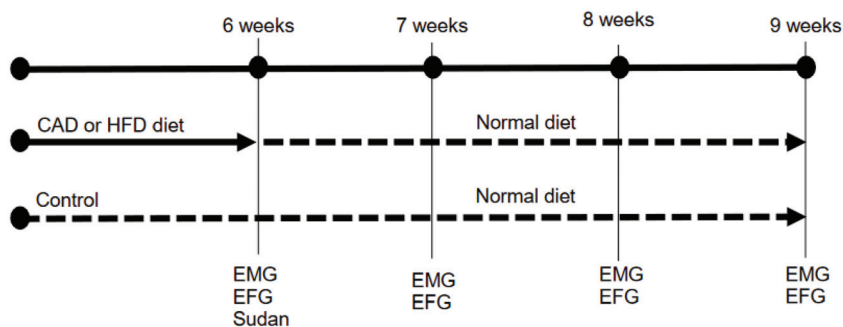 6 weeks 7 weeks 8 weeks 9 weeks
CAD or HFD diet Normal diet
Control Normal diet
EMG EMG EMG EMG
EFG EFG EFG EFG
Sudan